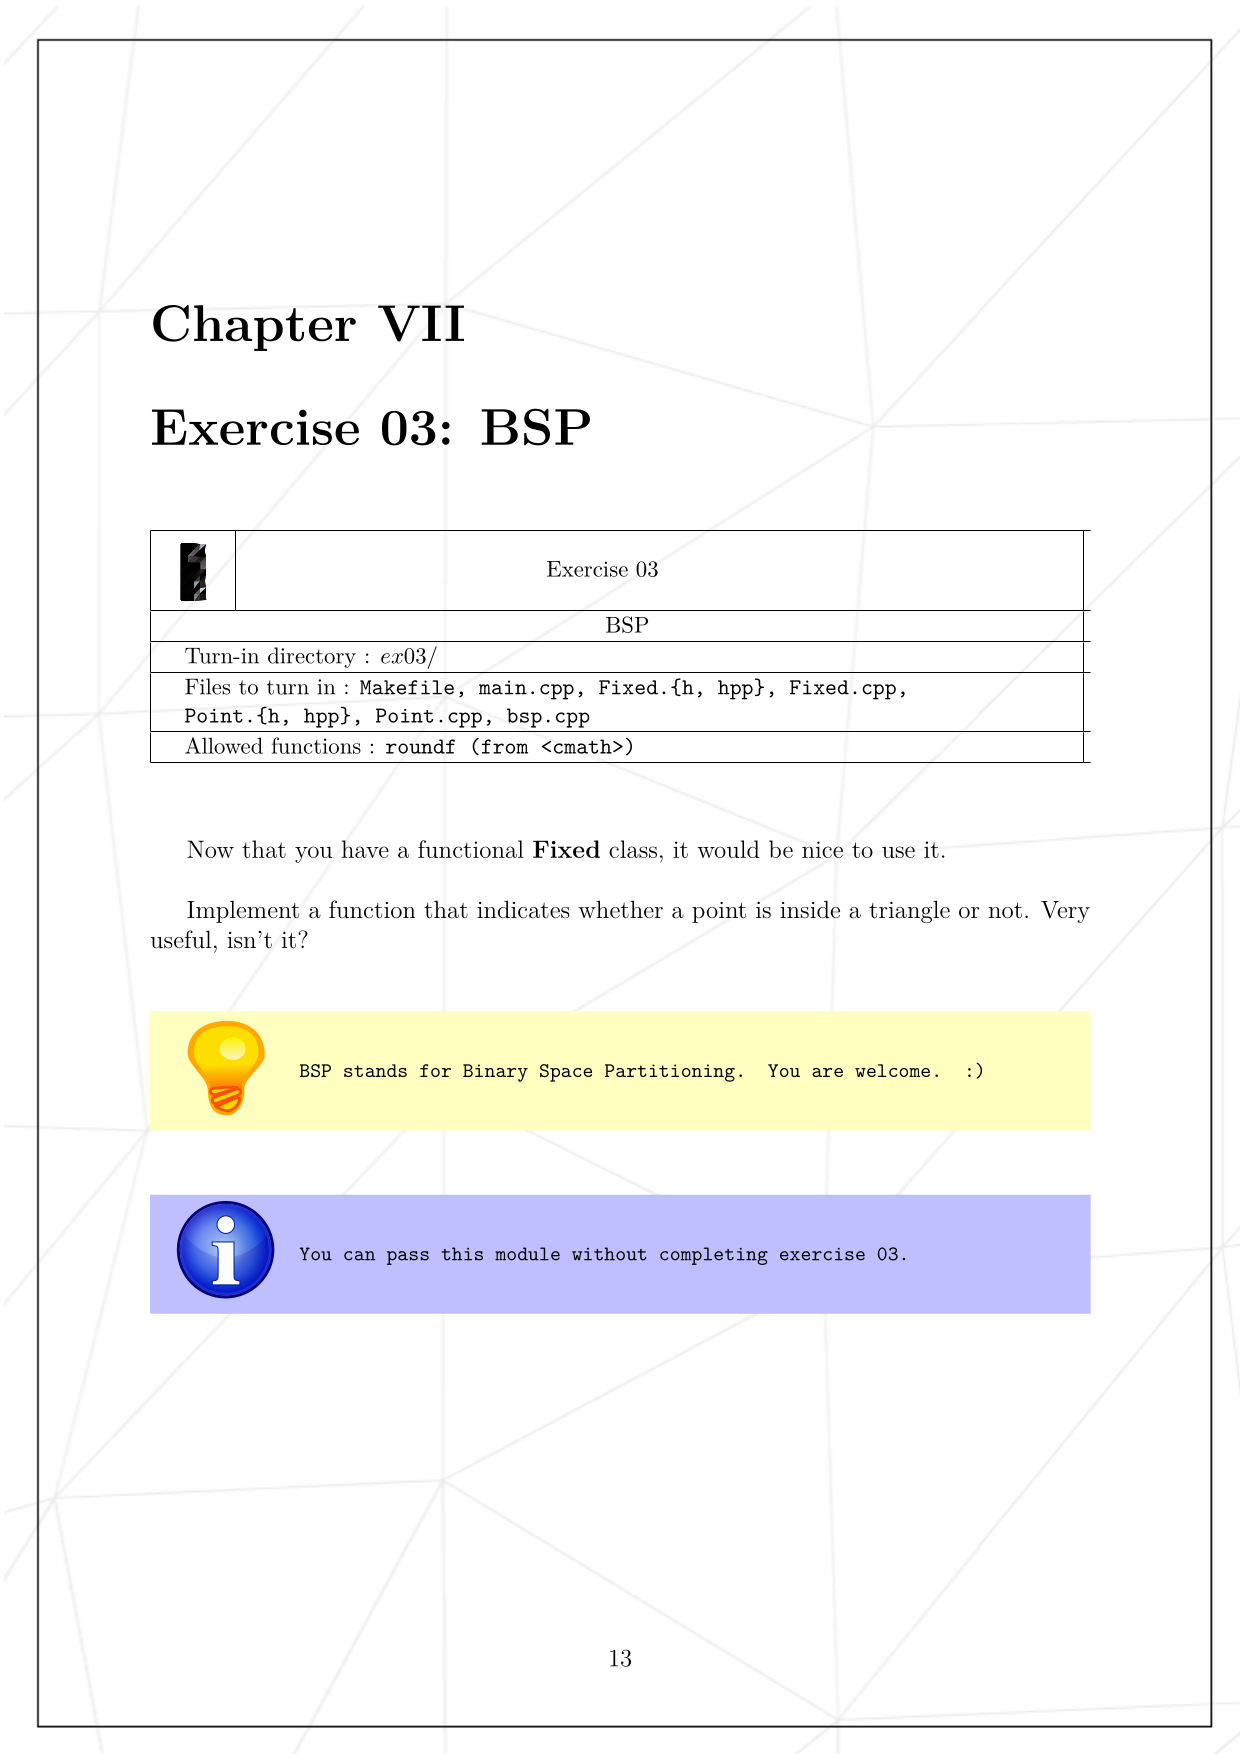 Chapter VII
Exercise 03: BSP
Exercise 03
BSP
Turn-in directory : ex03/
Files to turn in : Makefile, main.cpp, Fixed.{h, hpp}, Fixed.cpp,
Point.{h, hpp}, Point.cpp, bsp.cpp
Allowed functions : roundf (from <cmath>)
Now that you have a functional Fixed class, it would be nice to use it.
Implement a function that indicates whether a point is inside a triangle or not. Very
useful, isn't it?
BSP stands for Binary Space Partitioning. You are welcome. :)
You can pass this module without completing exercise 03.
13